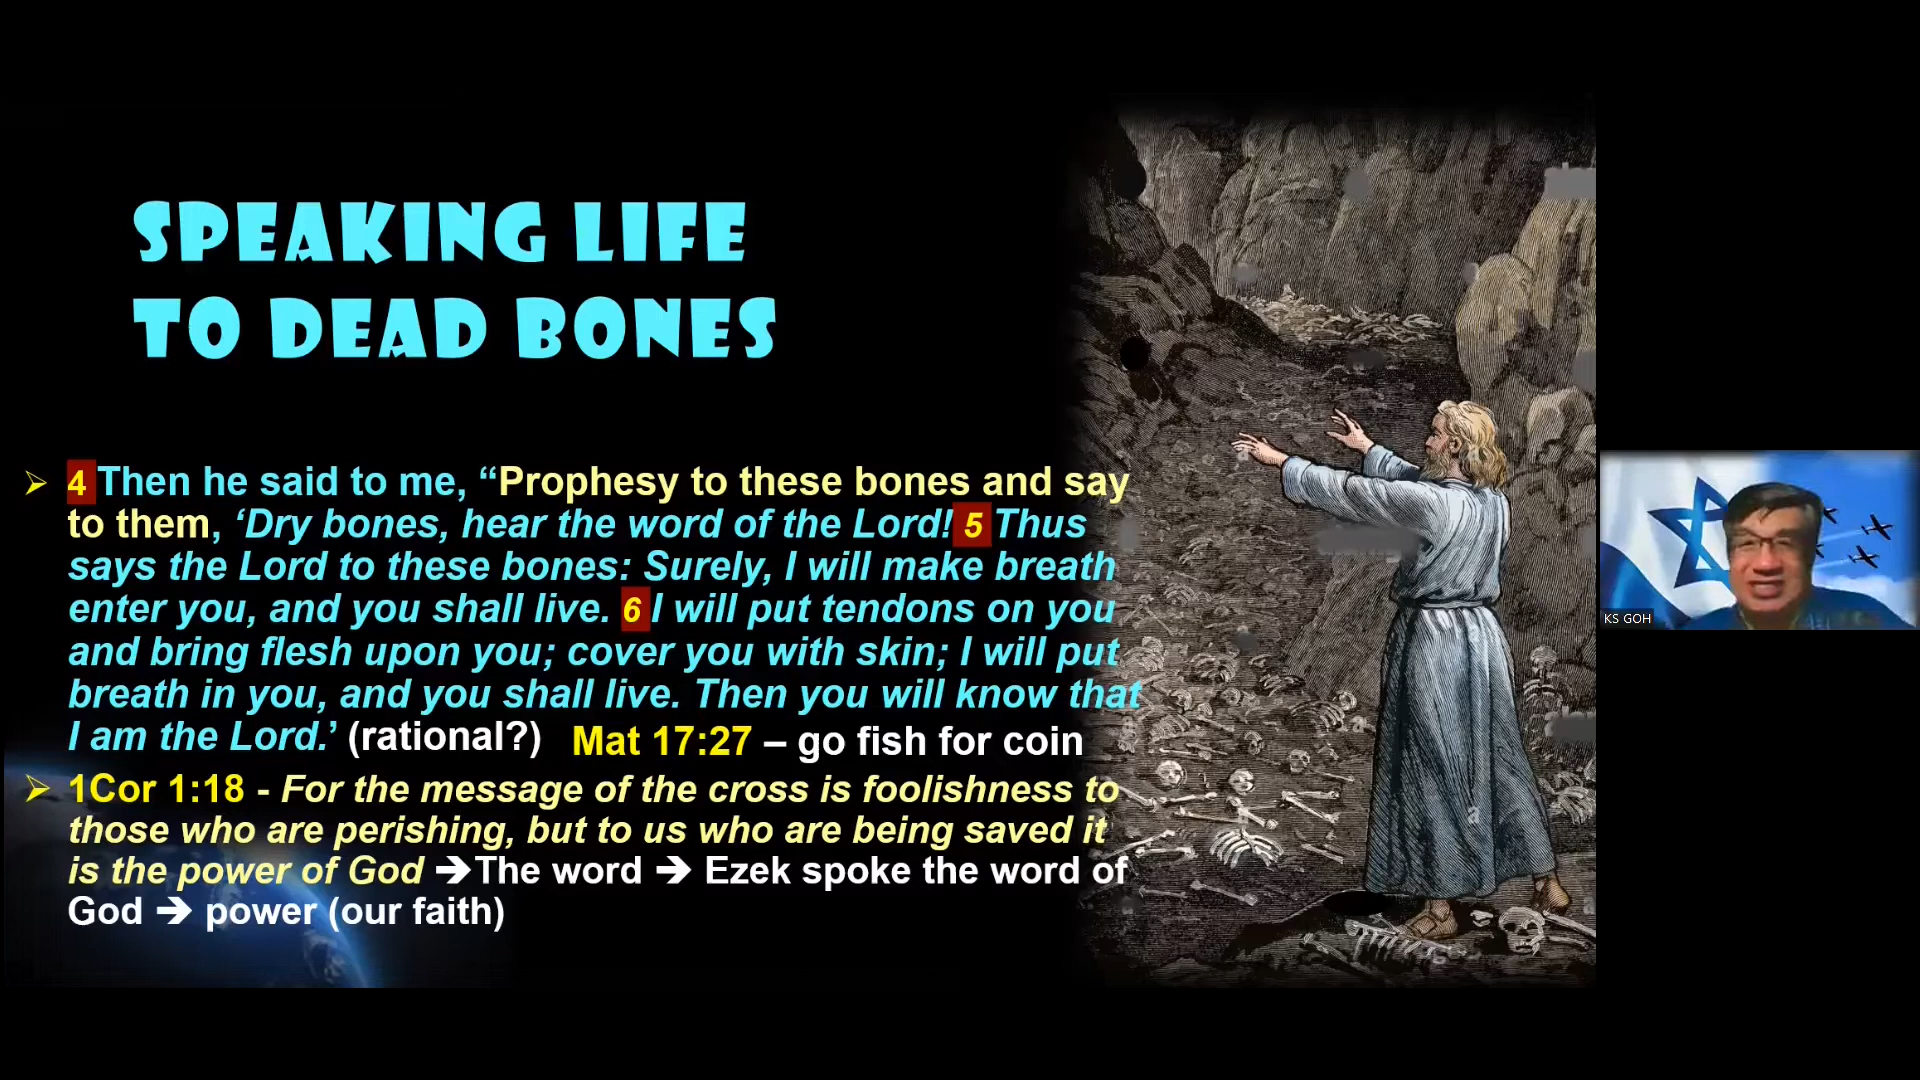 SPEAKING LIFE
TO DEAD BONES
➢ 4 Then he said to me, “Prophesy to these bones and say
to them, ‘Dry bones, hear the word of the Lord! 5 Thus
says the Lord to these bones: Surely, I will make breath
enter you, and you shall live. 6 I will put tendons on you
and bring flesh upon you; cover you with skin; I will put
breath in you, and you shall live. Then you will know that
I am the Lord.’ (rational?) Mat 17:27 – go fish for coin
➢ 1Cor 1:18 - For the message of the cross is foolishness to
those who are perishing, but to us who are being saved it
is the power of God ➔The word ➔ Ezek spoke the word of
God ➔ power (our faith)
KS GOH